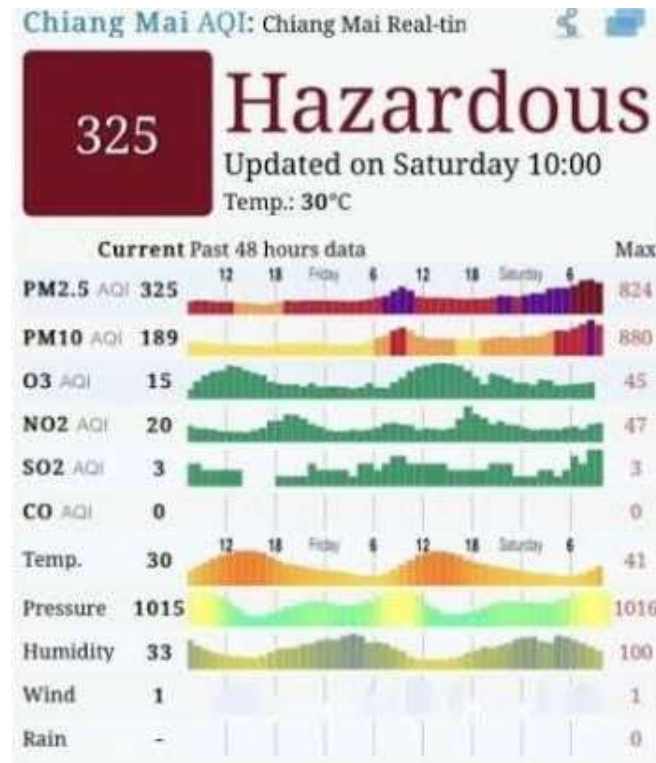 Chiang Mai AQI: Chiang Mai Real-tin
325
Hazardous
Updated on Saturday 10:00
Temp.: 30°C
Current Past 48 hours data Max
12 18 Friday 6 12 18 Saturday 6
PM2.5 AQI 325 824
PM10 AQI 189 880
O3 AQI 15 45
NO2 AQI 20 47
SO2 AQI 3 3
CO AQI 0 0
12 18 Friday 6 12 18 Saturday 6
Temp. 30 41
Pressure 1015 1016
Humidity 33 100
Wind 1 1
Rain - 0